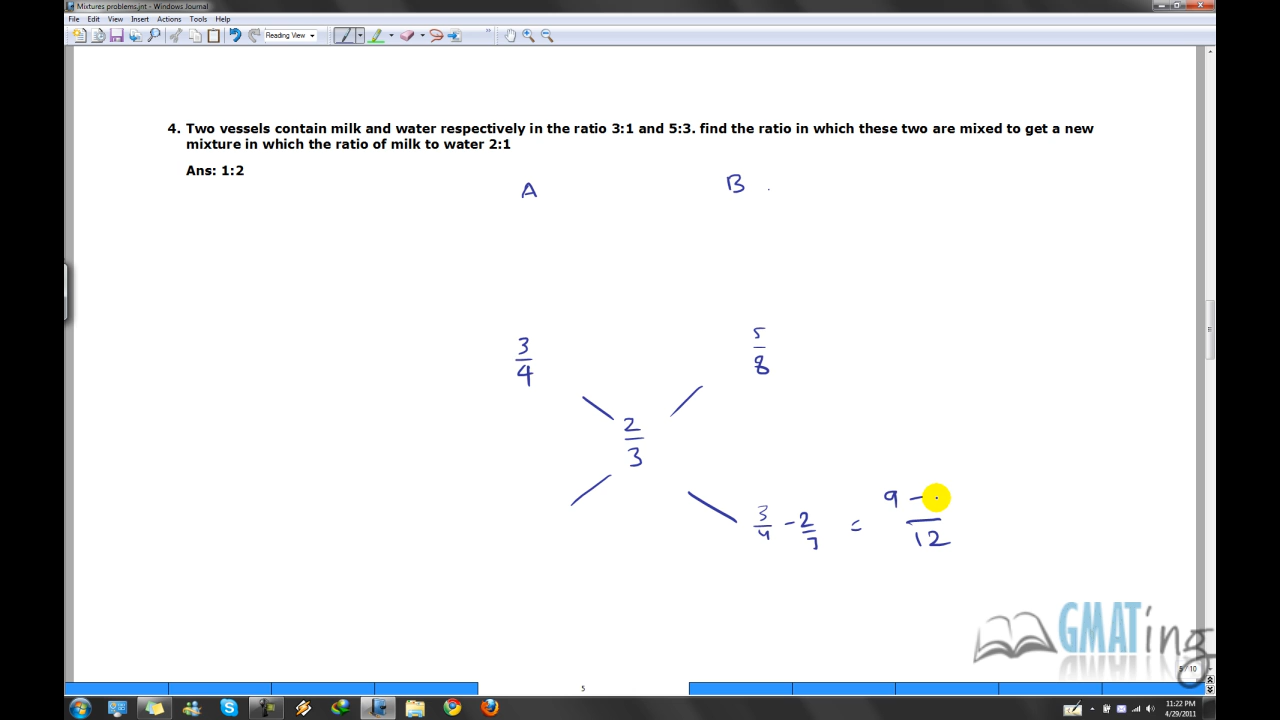 Mixtures problems.jnt - Windows Journal
File Edit View Insert Actions Tools Help
Reading View
4. Two vessels contain milk and water respectively in the ratio 3:1 and 5:3. find the ratio in which these two are mixed to get a new
mixture in which the ratio of milk to water 2:1
Ans: 1:2
A B
3/4 5/8
2/3
3/4 - 2/3 = 9 - /12
GMATing
5 / 10
5
11:22 PM
4/29/2011